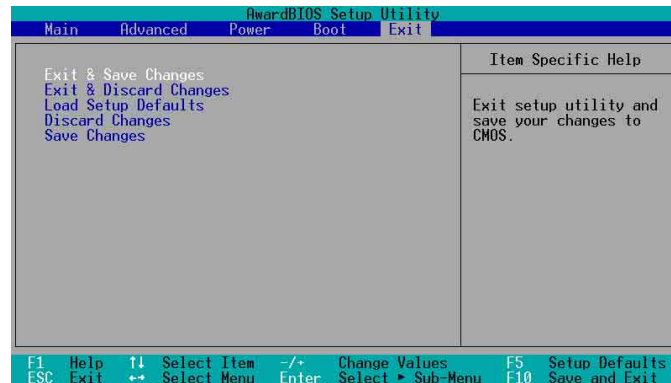 AwardBIOS Setup Utility
Main Advanced Power Boot Exit
Item Specific Help
Exit & Save Changes
Exit & Discard Changes
Load Setup Defaults
Discard Changes
Save Changes
Exit setup utility and
save your changes to
CMOS.
F1 Help ↑↓ Select Item -/+ Change Values F5 Setup Defaults
ESC Exit ←→ Select Menu Enter Select ► Sub-Menu F10 Save and Exit